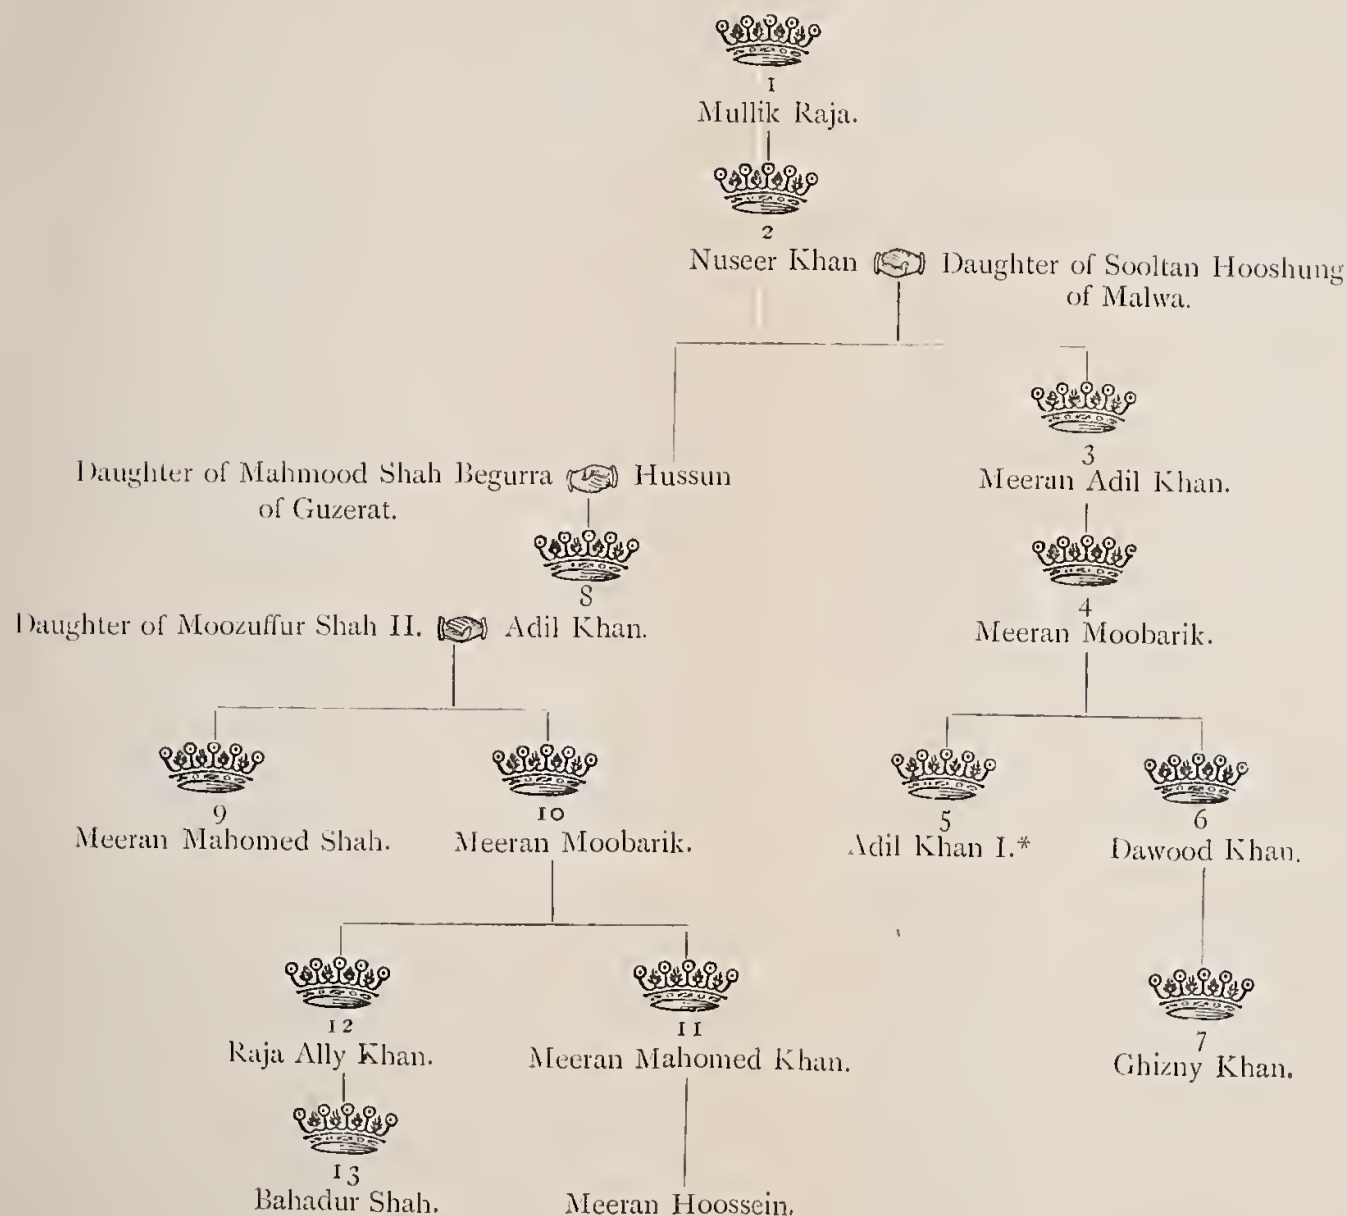 1
Mullik Raja.
2
Nuseer Khan Daughter of Sooltan Hooshung
of Malwa.
3
Meeran Adil Khan.
Daughter of Mahmood Shah Begurra Hussun
of Guzerat.
4
Meeran Moobarik.
8
Daughter of Moozuffur Shah II. Adil Khan.
9
Meeran Mahomed Shah.
10
Meeran Moobarik.
5
Adil Khan I.*
6
Dawood Khan.
12
Raja Ally Khan.
11
Meeran Mahomed Khan.
7
Ghizny Khan.
13
Bahadur Shah.
Meeran Hoossein.